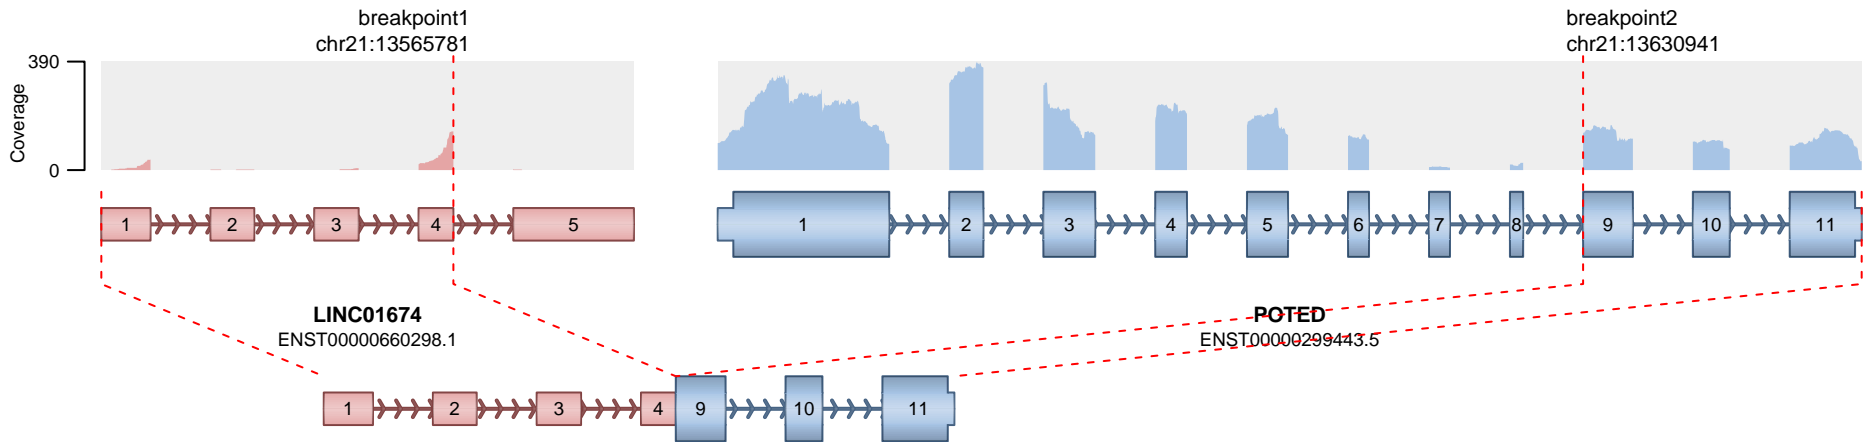 breakpoint1
chr21:13565781
breakpoint2
chr21:13630941
390
0
Coverage
1 2 3 4 5
1 2 3 4 5 6 7 8 9 10 11
LINC01674
ENST00000660298.1
POTED
ENST00000299443.5
1 2 3 4 9 10 11